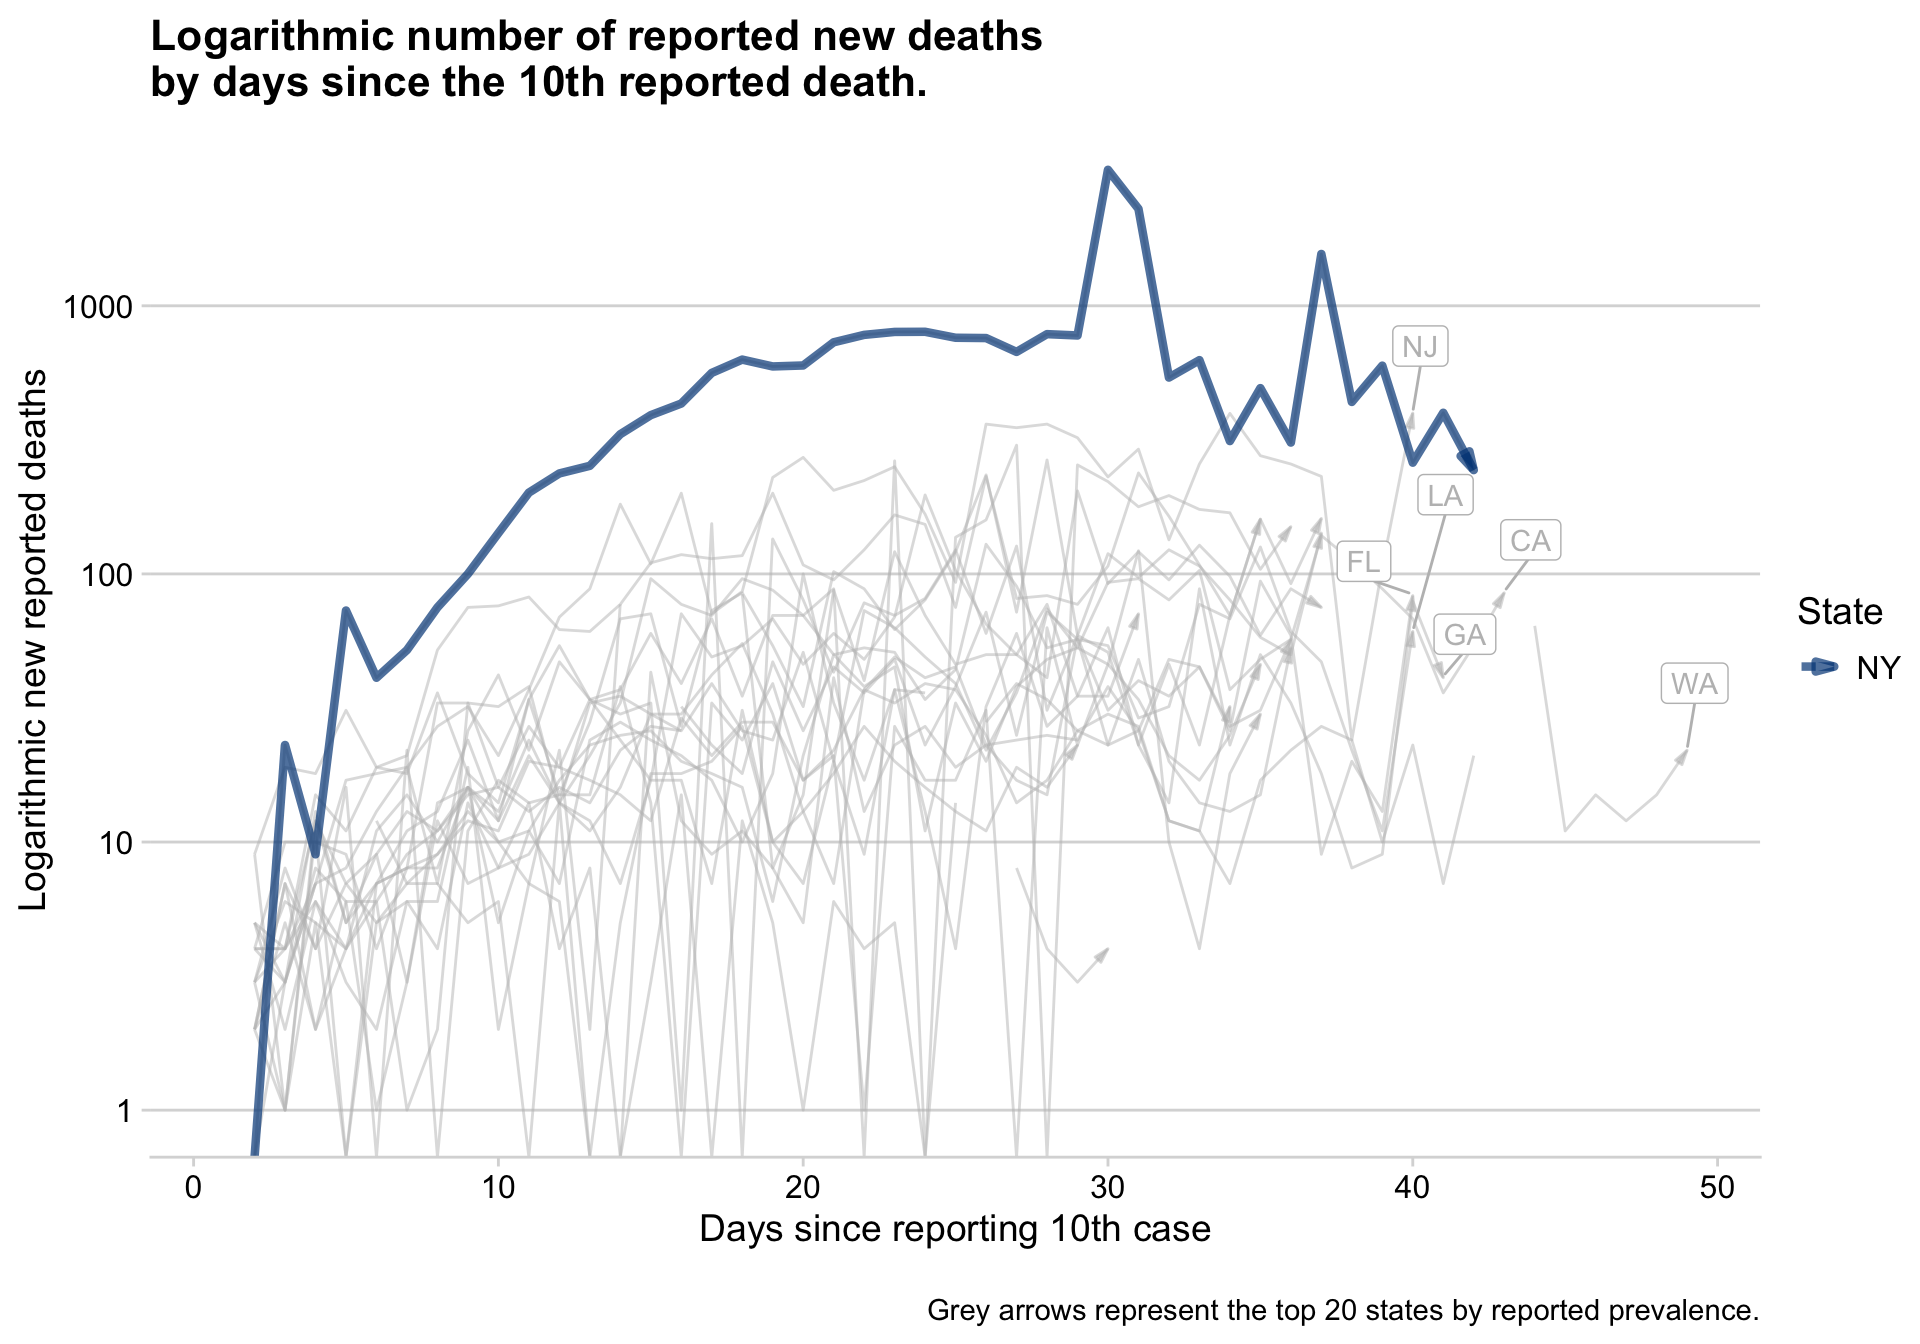 Logarithmic number of reported new deaths
by days since the 10th reported death.
Logarithmic new reported deaths
1000
100
10
1
NJ
LA
CA
FL
GA
WA
State
NY
0 10 20 30 40 50
Days since reporting 10th case
Grey arrows represent the top 20 states by reported prevalence.